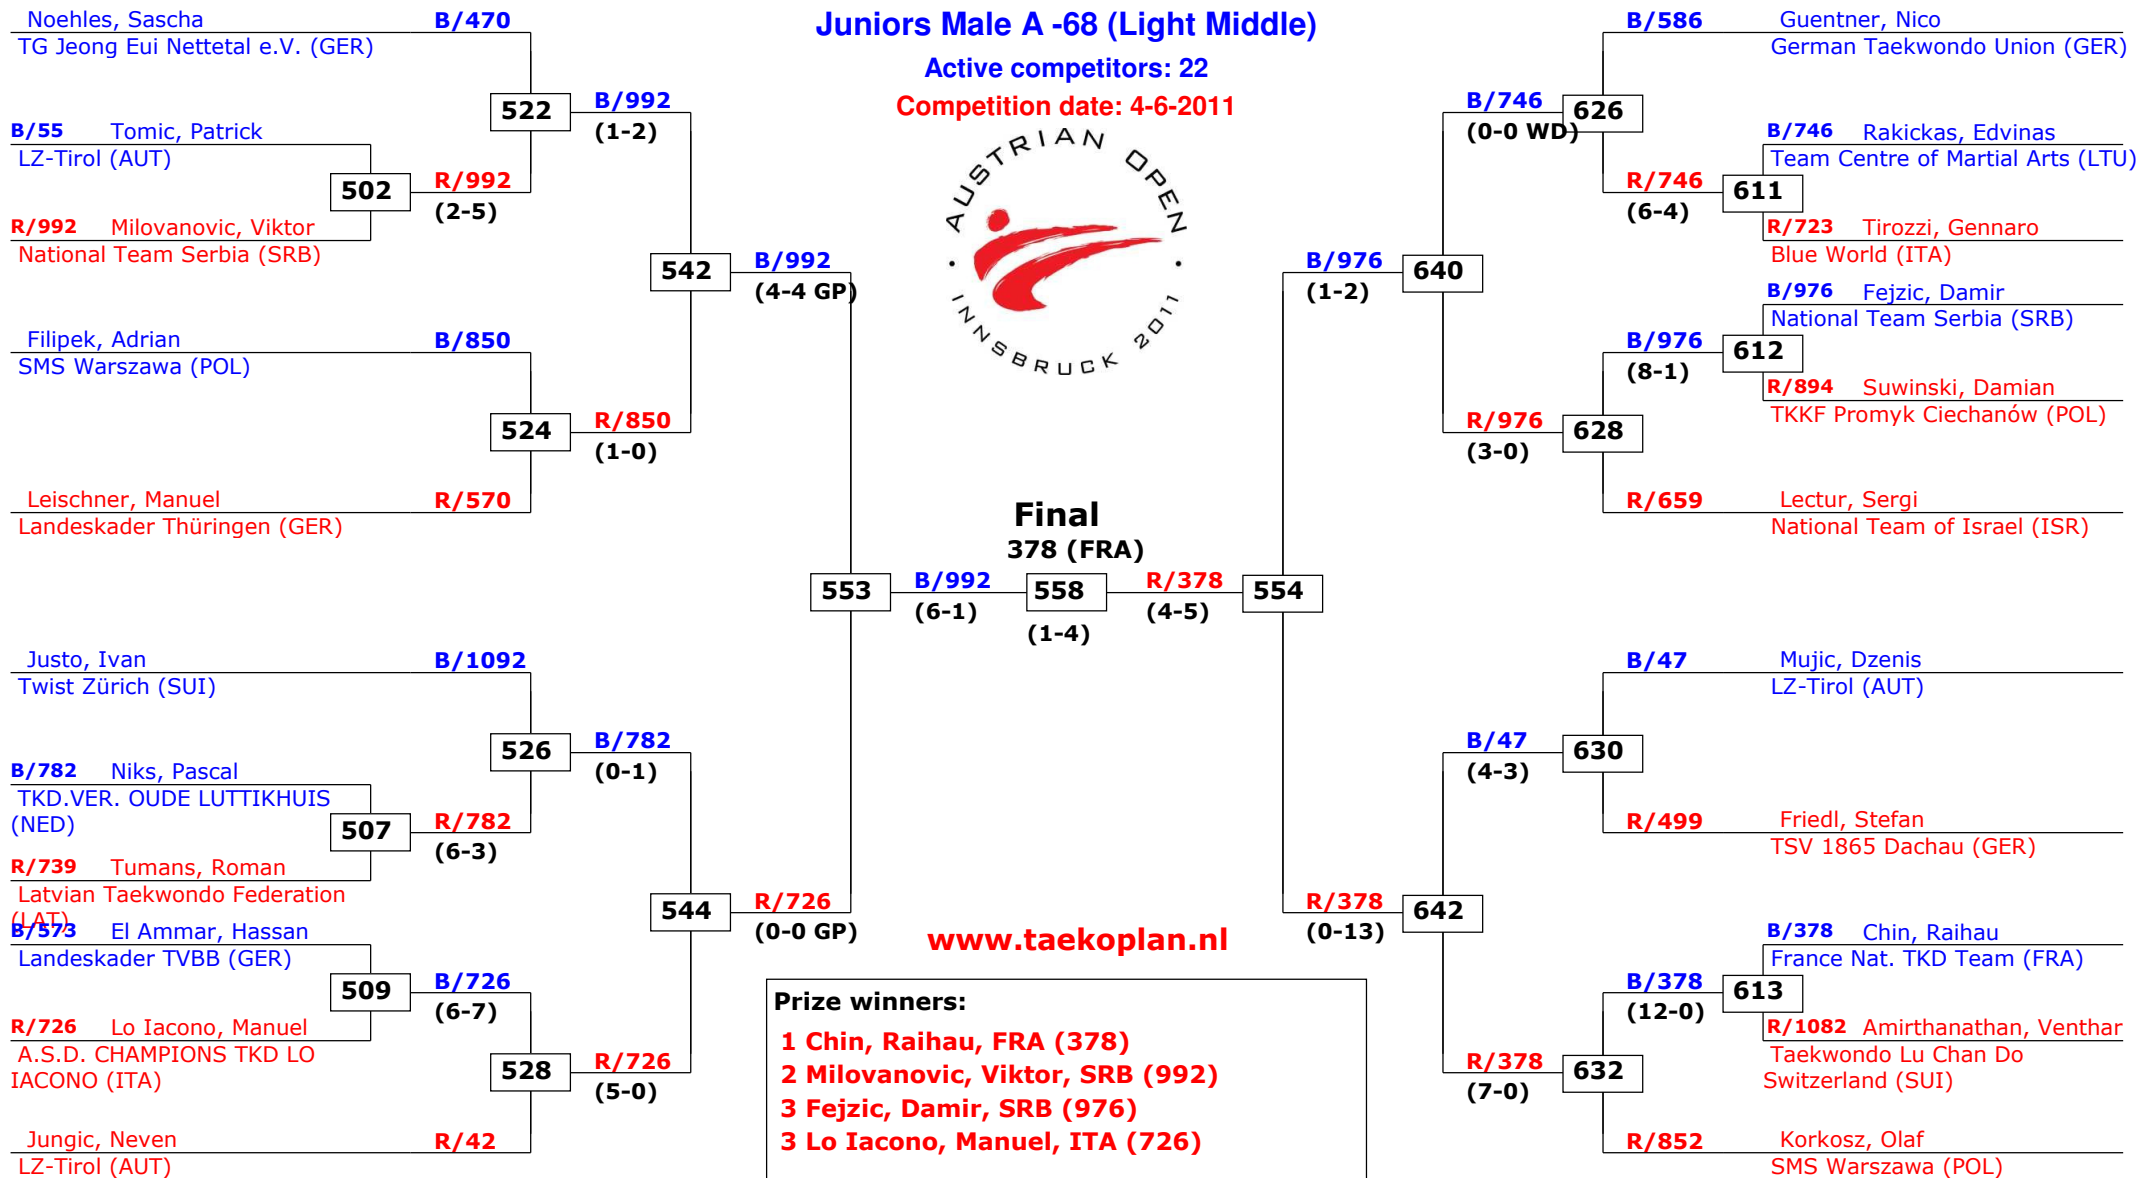 Juniors Male A -68 (Light Middle)
Active competitors: 22
Competition date: 4-6-2011
AUSTRIAN OPEN
INNSBRUCK 2011
Noehles, Sascha B/470
TG Jeong Eui Nettetal e.V. (GER)
522
B/992
(1-2)
B/55 Tomic, Patrick
LZ-Tirol (AUT)
502
R/992
(2-5)
R/992 Milovanovic, Viktor
National Team Serbia (SRB)
542
B/992
(4-4 GP)
Filipek, Adrian B/850
SMS Warszawa (POL)
524
R/850
(1-0)
Leischner, Manuel R/570
Landeskader Thüringen (GER)
553
B/992
(6-1)
Justo, Ivan B/1092
Twist Zürich (SUI)
526
B/782
(0-1)
B/782 Niks, Pascal
TKD.VER. OUDE LUTTIKHUIS
(NED)
507
R/782
(6-3)
R/739 Tumans, Roman
Latvian Taekwondo Federation
(LAT)
544
R/726
(0-0 GP)
B/573 El Ammar, Hassan
Landeskader TVBB (GER)
509
B/726
(6-7)
R/726 Lo Iacono, Manuel
A.S.D. CHAMPIONS TKD LO
IACONO (ITA)
528
R/726
(5-0)
Jungic, Neven R/42
LZ-Tirol (AUT)
Final
378 (FRA)
558
(1-4)
R/378
(4-5)
554
B/586 Guentner, Nico
German Taekwondo Union (GER)
B/746
(0-0 WD)
626
B/746 Rakickas, Edvinas
Team Centre of Martial Arts (LTU)
R/746
(6-4)
611
R/723 Tirozzi, Gennaro
Blue World (ITA)
B/976
(1-2)
640
B/976 Fejzic, Damir
National Team Serbia (SRB)
B/976
(8-1)
612
R/894 Suwinski, Damian
TKKF Promyk Ciechanów (POL)
R/976
(3-0)
628
R/659 Lectur, Sergi
National Team of Israel (ISR)
B/47 Mujic, Dzenis
LZ-Tirol (AUT)
B/47
(4-3)
630
R/499 Friedl, Stefan
TSV 1865 Dachau (GER)
R/378
(0-13)
642
B/378 Chin, Raihau
France Nat. TKD Team (FRA)
B/378
(12-0)
613
R/1082 Amirthanathan, Venthar
Taekwondo Lu Chan Do
Switzerland (SUI)
R/378
(7-0)
632
R/852 Korkosz, Olaf
SMS Warszawa (POL)
www.taekoplan.nl
Prize winners:
1 Chin, Raihau, FRA (378)
2 Milovanovic, Viktor, SRB (992)
3 Fejzic, Damir, SRB (976)
3 Lo Iacono, Manuel, ITA (726)